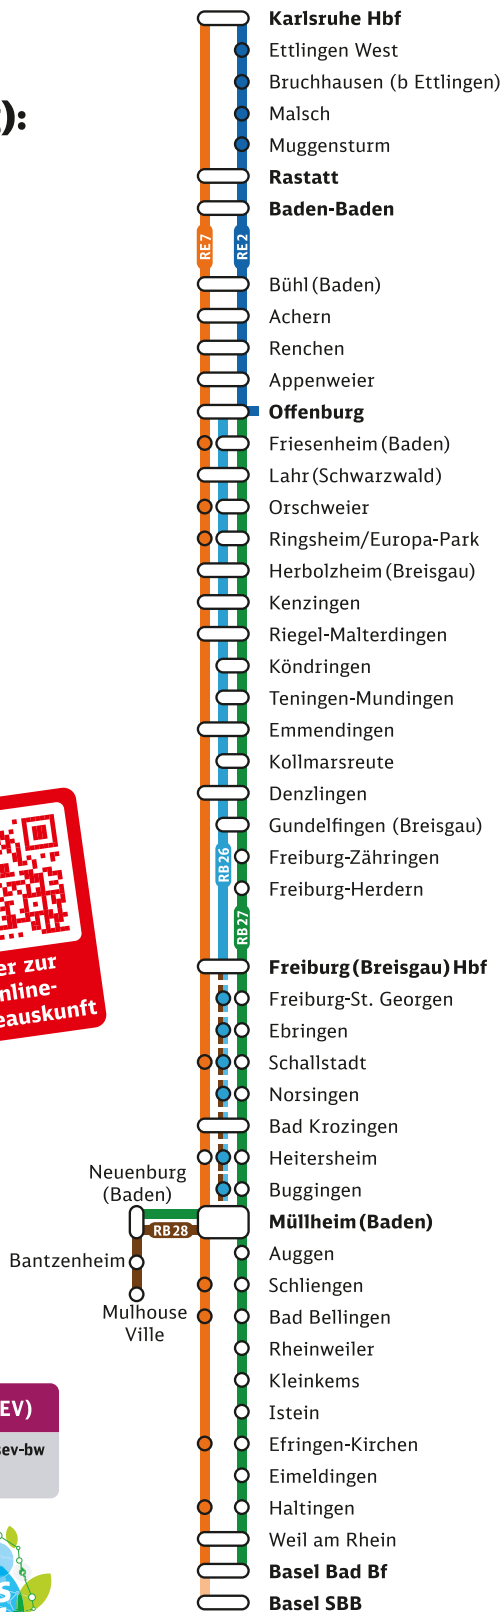 Karlsruhe Hbf
Ettlingen West
Bruchhausen (b Ettlingen)
):
Malsch
Muggensturm
Rastatt
Baden-Baden
RE 7
RE 2
Bühl (Baden)
Achern
Renchen
Appenweier
Offenburg
Friesenheim (Baden)
Lahr (Schwarzwald)
Orschweier
Ringsheim/Europa-Park
Herbolzheim (Breisgau)
Kenzingen
Riegel-Malterdingen
Köndringen
Teningen-Mundingen
Emmendingen
Kollmarsreute
Denzlingen
Gundelfingen (Breisgau)
RB 26
Freiburg-Zähringen
Freiburg-Herdern
RB 27
er zur
nline-
eauskunft
Freiburg (Breisgau) Hbf
Freiburg-St. Georgen
Ebringen
Schallstadt
Norsingen
Bad Krozingen
Heitersheim
Buggingen
Neuenburg
(Baden)
Müllheim (Baden)
RB 28
Bantzenheim
Mulhouse
Ville
Auggen
Schliengen
Bad Bellingen
Rheinweiler
Kleinkems
Istein
EV)
sev-bw
Efringen-Kirchen
Eimeldingen
Haltingen
Weil am Rhein
Basel Bad Bf
Basel SBB
s